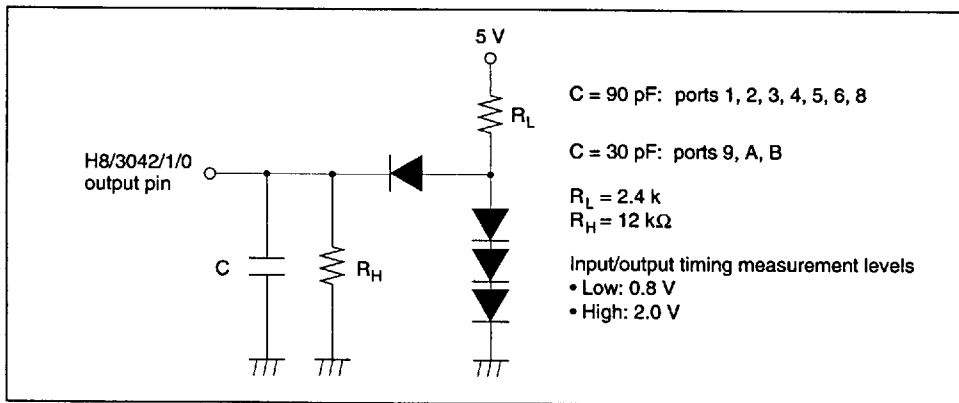 5 V
R_L
H8/3042/1/0
output pin
C
R_H
C = 90 pF: ports 1, 2, 3, 4, 5, 6, 8
C = 30 pF: ports 9, A, B
R_L = 2.4 k
R_H = 12 kΩ
Input/output timing measurement levels
• Low: 0.8 V
• High: 2.0 V